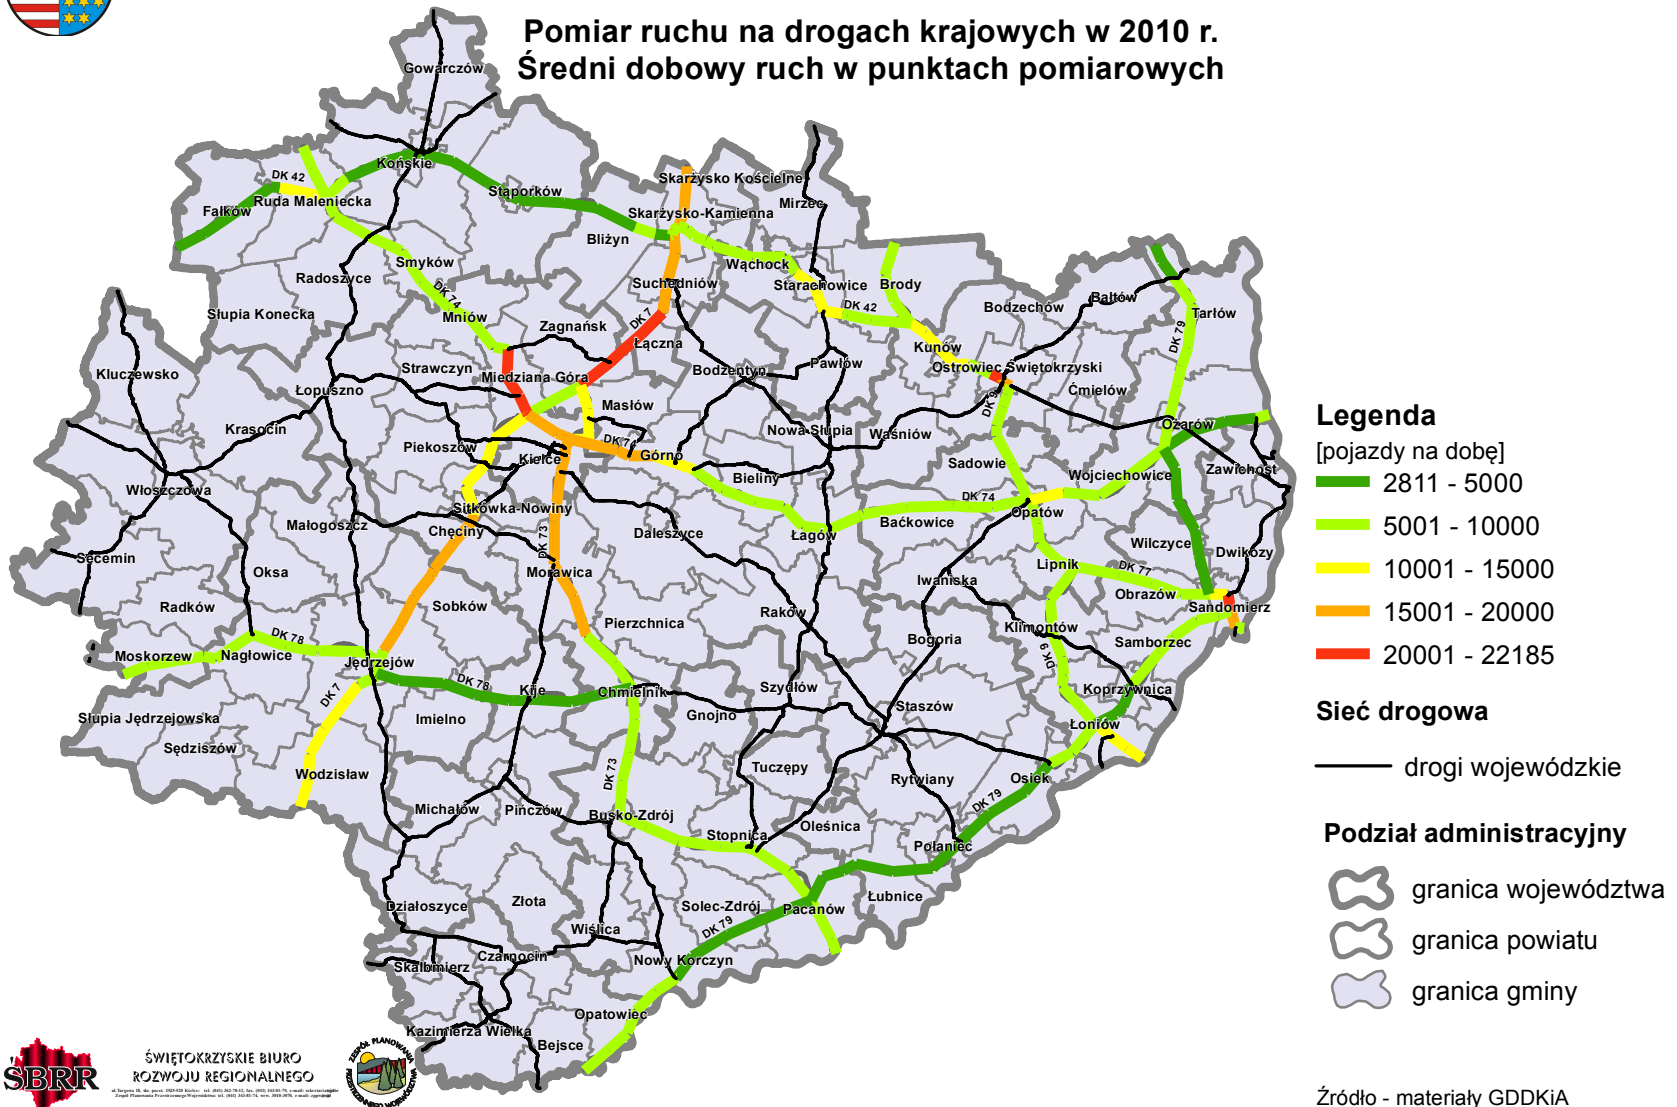 Pomiar ruchu na drogach krajowych w 2010 r.
Średni dobowy ruch w punktach pomiarowych
Gowarczów
Końskie
DK 42
Ruda Maleniecka
Fałków
Stąporków
Skarżysko Kościelne
Skarżysko-Kamienna
Mirzec
Bliżyn
Smyków
Radoszyce
Wąchock
Suchedniów
Starachowice
Brody
DK 74
DK 42
Bodzechów
Bałtów
Tarłów
Słupia Konecka
Mniów
Zagnańsk
DK 7
Łączna
DK 79
Kunów
Kluczewsko
Strawczyn
Miedziana Góra
Bodzentyn
Pawłów
Ostrowiec Świętokrzyski
Łopuszno
Ćmielów
Masłów
DK 9
Krasocin
Piekoszów
Kielce
DK 74
Górno
Nowa Słupia
Waśniów
Ożarów
Sadowie
Wojciechowice
Zawichost
Włoszczowa
Bieliny
Sitkówka-Nowiny
DK 74
Opatów
Małogoszcz
Chęciny
DK 73
Daleszyce
Łagów
Baćkowice
Wilczyce
Dwikozy
Secemin
Oksa
Morawica
Iwaniska
Lipnik
DK 77
Obrazów
Radków
Sobków
Pierzchnica
Raków
Sandomierz
Klimontów
Bogoria
Samborzec
DK 78
Moskorzew
Nagłowice
Jędrzejów
DK 9
DK 78
Kije
Chmielnik
Szydłów
Koprzywnica
DK 7
Słupia Jędrzejowska
Imielno
Gnojno
Staszów
Łoniów
Sędziszów
Wodzisław
DK 73
Tuczępy
Rytwiany
Osiek
DK 79
Michałów
Pińczów
Busko-Zdrój
Stopnica
Oleśnica
Połaniec
Działoszyce
Złota
Solec-Zdrój
Pacanów
Łubnice
DK 79
Wiślica
Skalbmierz
Czarnocin
Nowy Korczyn
Opatowiec
Kazimierza Wielka
Bejsce
Legenda
[pojazdy na dobę]
2811 - 5000
5001 - 10000
10001 - 15000
15001 - 20000
20001 - 22185
Sieć drogowa
drogi wojewódzkie
Podział administracyjny
granica województwa
granica powiatu
granica gminy
Źródło - materiały GDDKiA
ŚBRR
ŚWIĘTOKRZYSKIE BIURO
ROZWOJU REGIONALNEGO
ZESPÓŁ PLANOWANIA
PRZESTRZENNEGO WOJEWÓDZTWA